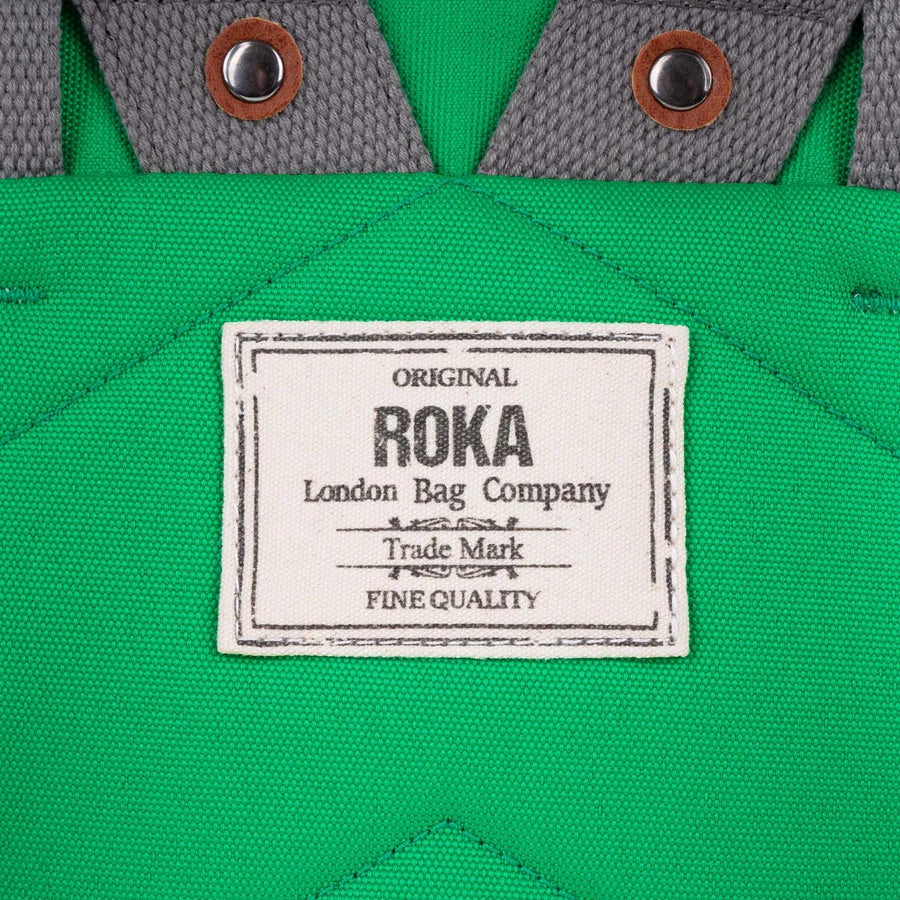 ORIGINAL
ROKA
London Bag Company
Trade Mark
FINE QUALITY